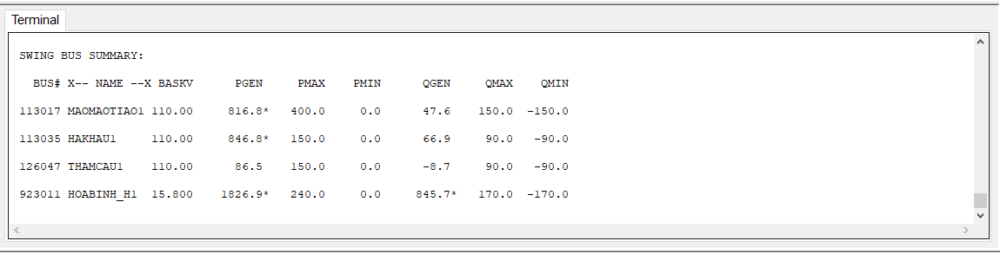 Terminal
SWING BUS SUMMARY:
BUS# X-- NAME --X BASKV PGEN PMAX PMIN QGEN QMAX QMIN
113017 MAOMAOTIAO1 110.00 816.8* 400.0 0.0 47.6 150.0 -150.0
113035 HAKHAU1 110.00 846.8* 150.0 0.0 66.9 90.0 -90.0
126047 THAMCAU1 110.00 86.5 150.0 0.0 -8.7 90.0 -90.0
923011 HOABINH_H1 15.800 1826.9* 240.0 0.0 845.7* 170.0 -170.0